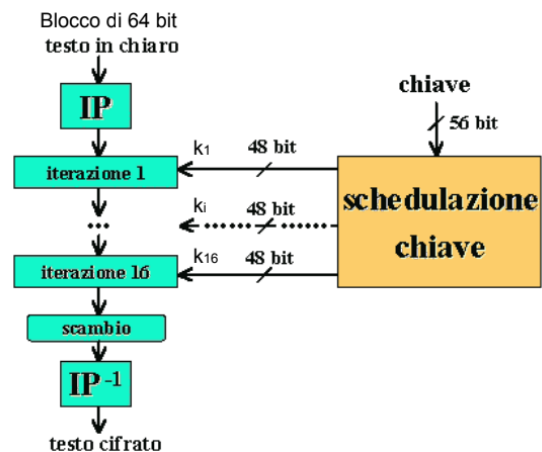 Blocco di 64 bit
testo in chiaro
IP
chiave
56 bit
iterazione 1
k1
48 bit
schedulazione
chiave
...
ki
48 bit
iterazione 16
k16
48 bit
scambio
IP-1
testo cifrato